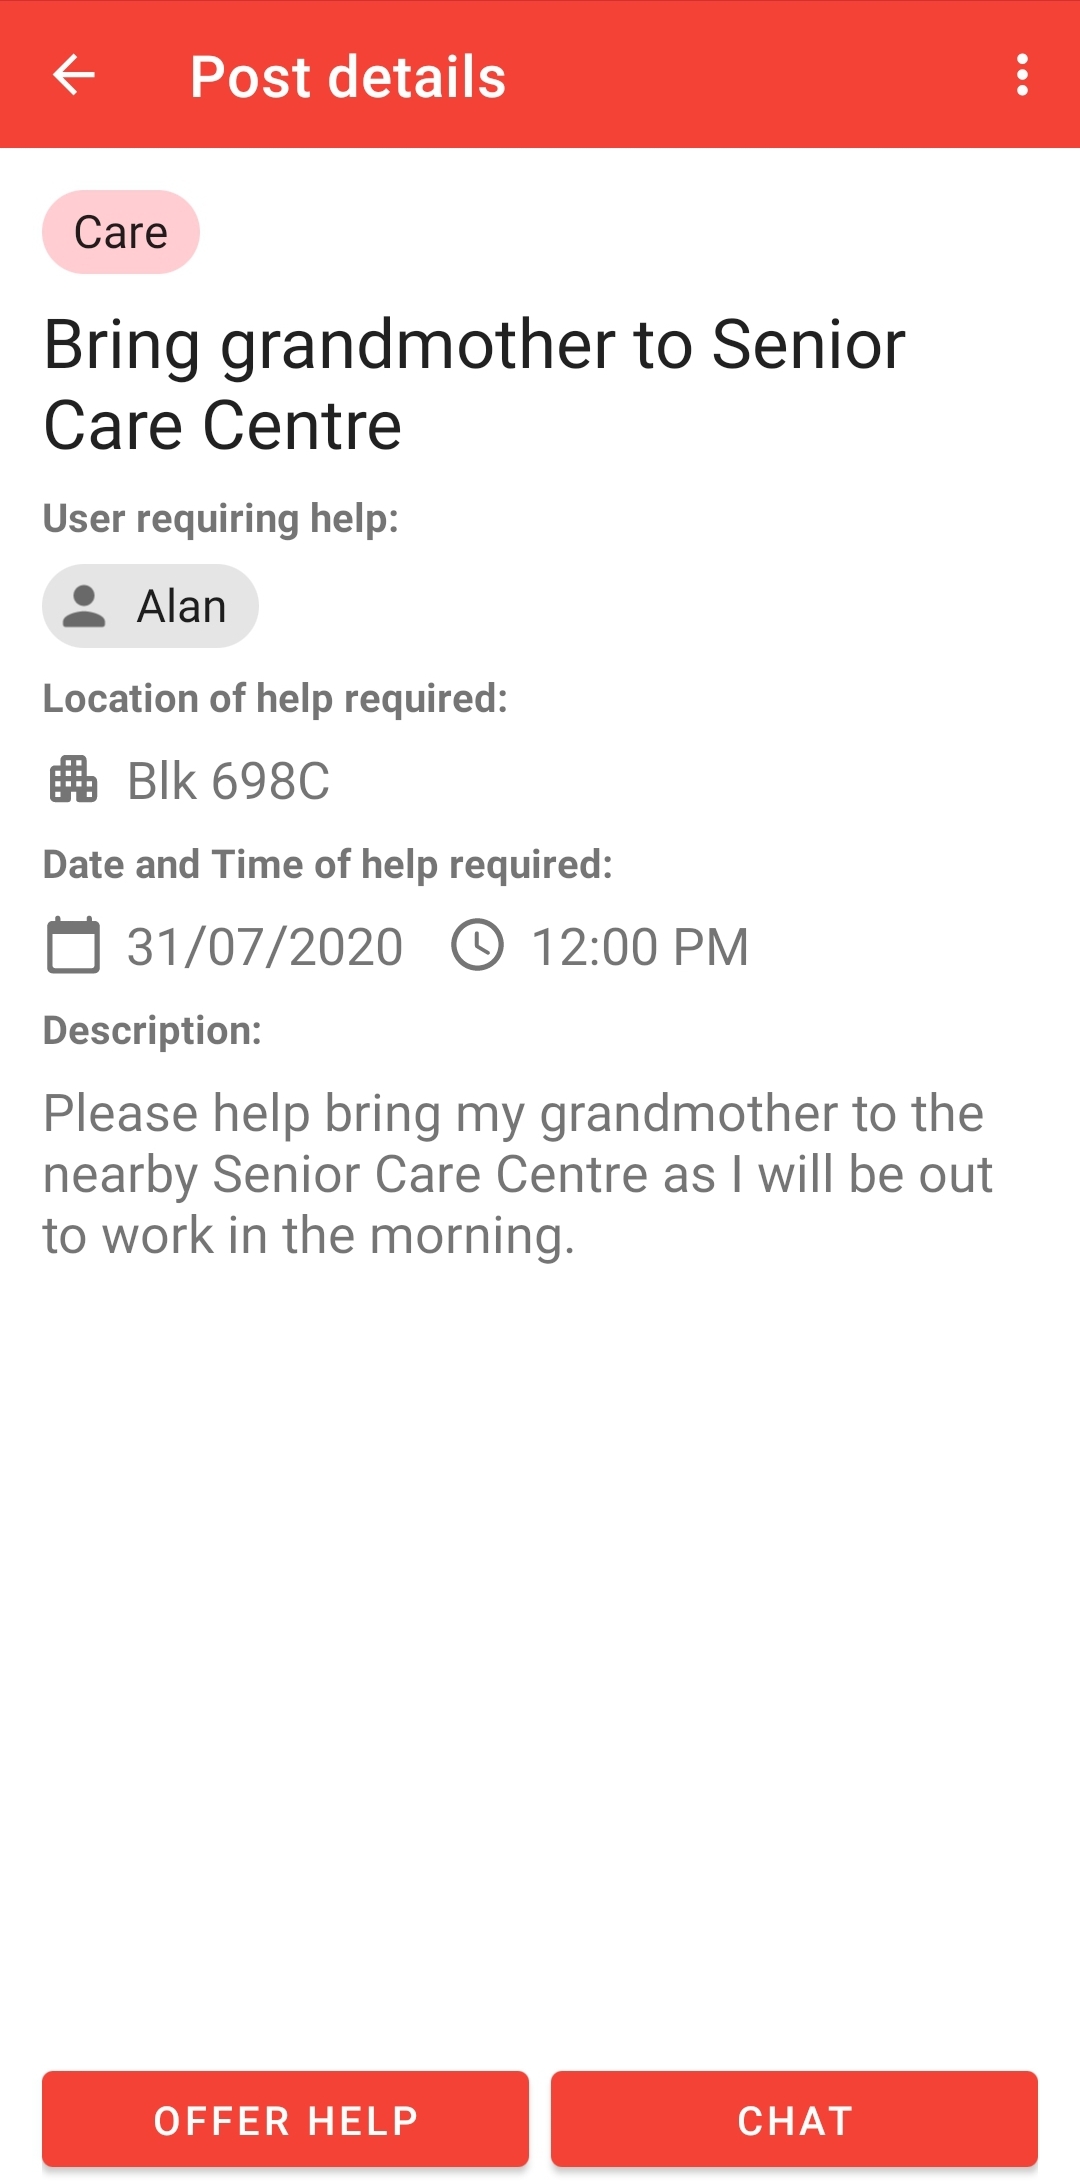 Post details
Care
Bring grandmother to Senior
Care Centre
User requiring help:
Alan
Location of help required:
Blk 698C
Date and Time of help required:
31/07/2020 12:00 PM
Description:
Please help bring my grandmother to the
nearby Senior Care Centre as I will be out
to work in the morning.
OFFER HELP CHAT